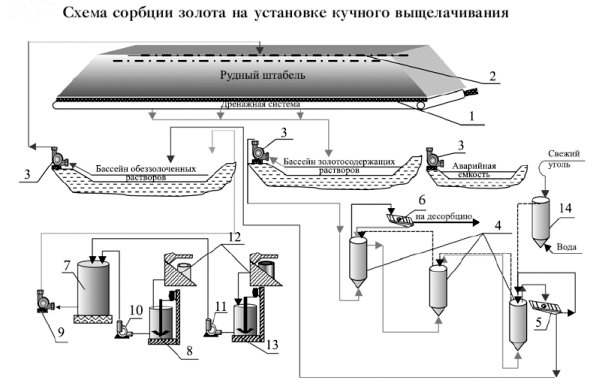 Схема сорбции золота на установке кучного выщелачивания
Рудный штабель
2
Дренажная система
1
3
3
3
Бассейн обеззолоченных
растворов
Бассейн золотосодержащих
растворов
Аварийная
емкость
Свежий
уголь
6
на десорбцию
4
14
Вода
12
7
10
11
9
8
13
5